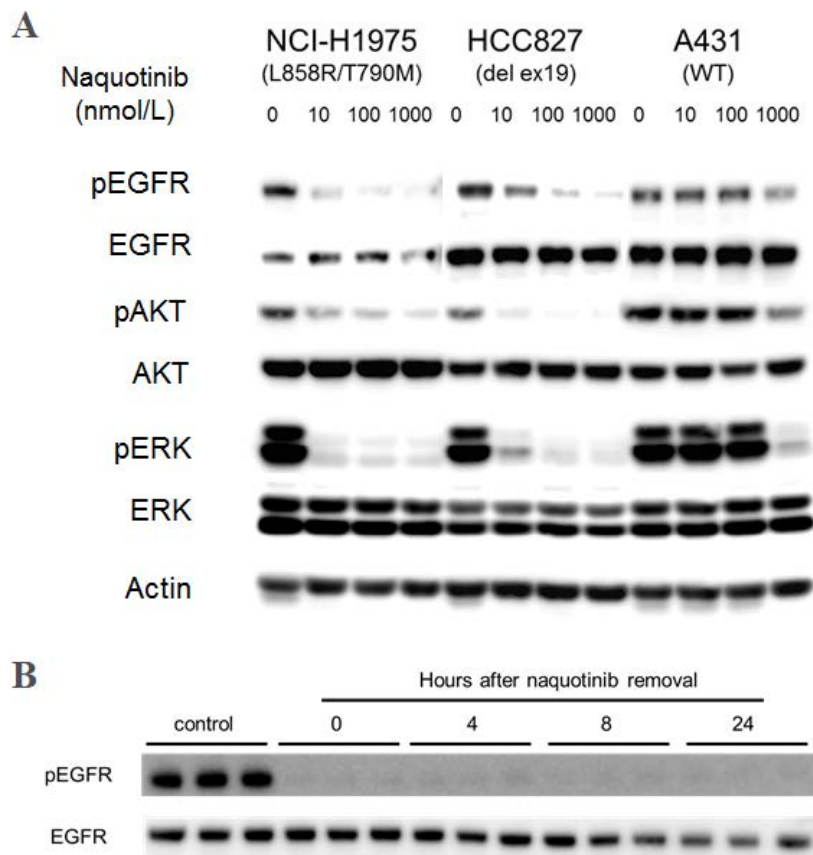 A
NCI-H1975 HCC827 A431
(L858R/T790M) (del ex19) (WT)
Naquotinib
(nmol/L)
0 10 100 1000 0 10 100 1000 0 10 100 1000
pEGFR
EGFR
pAKT
AKT
pERK
ERK
Actin
B
Hours after naquotinib removal
control 0 4 8 24
pEGFR
EGFR